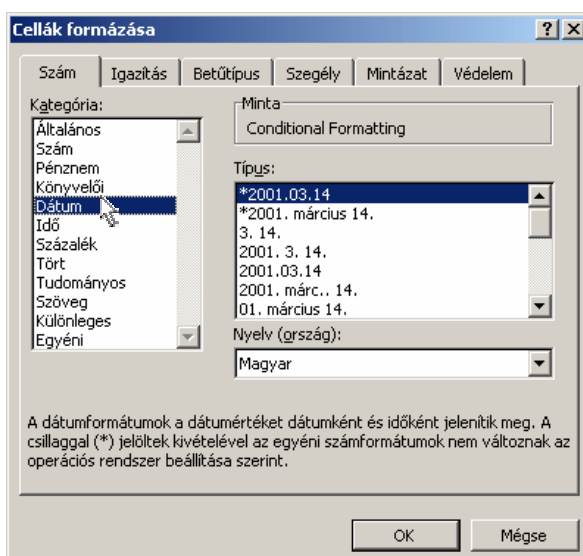 Cellák formázása
Szám Igazítás Betűtípus Szegély Mintázat Védelem
Kategória:
Általános
Szám
Pénznem
Könyvelői
Dátum
Idő
Százalék
Tört
Tudományos
Szöveg
Különleges
Egyéni
Minta
Conditional Formatting
Típus:
*2001.03.14
*2001. március 14.
3. 14.
2001. 3. 14.
2001.03.14
2001. márc.. 14.
01. március 14.
Nyelv (ország):
Magyar
A dátumformátumok a dátumértéket dátumként és időként jelenítik meg. A
csillaggal (*) jelöltek kivételével az egyéni számformátumok nem változnak az
operációs rendszer beállítása szerint.
OK Mégse